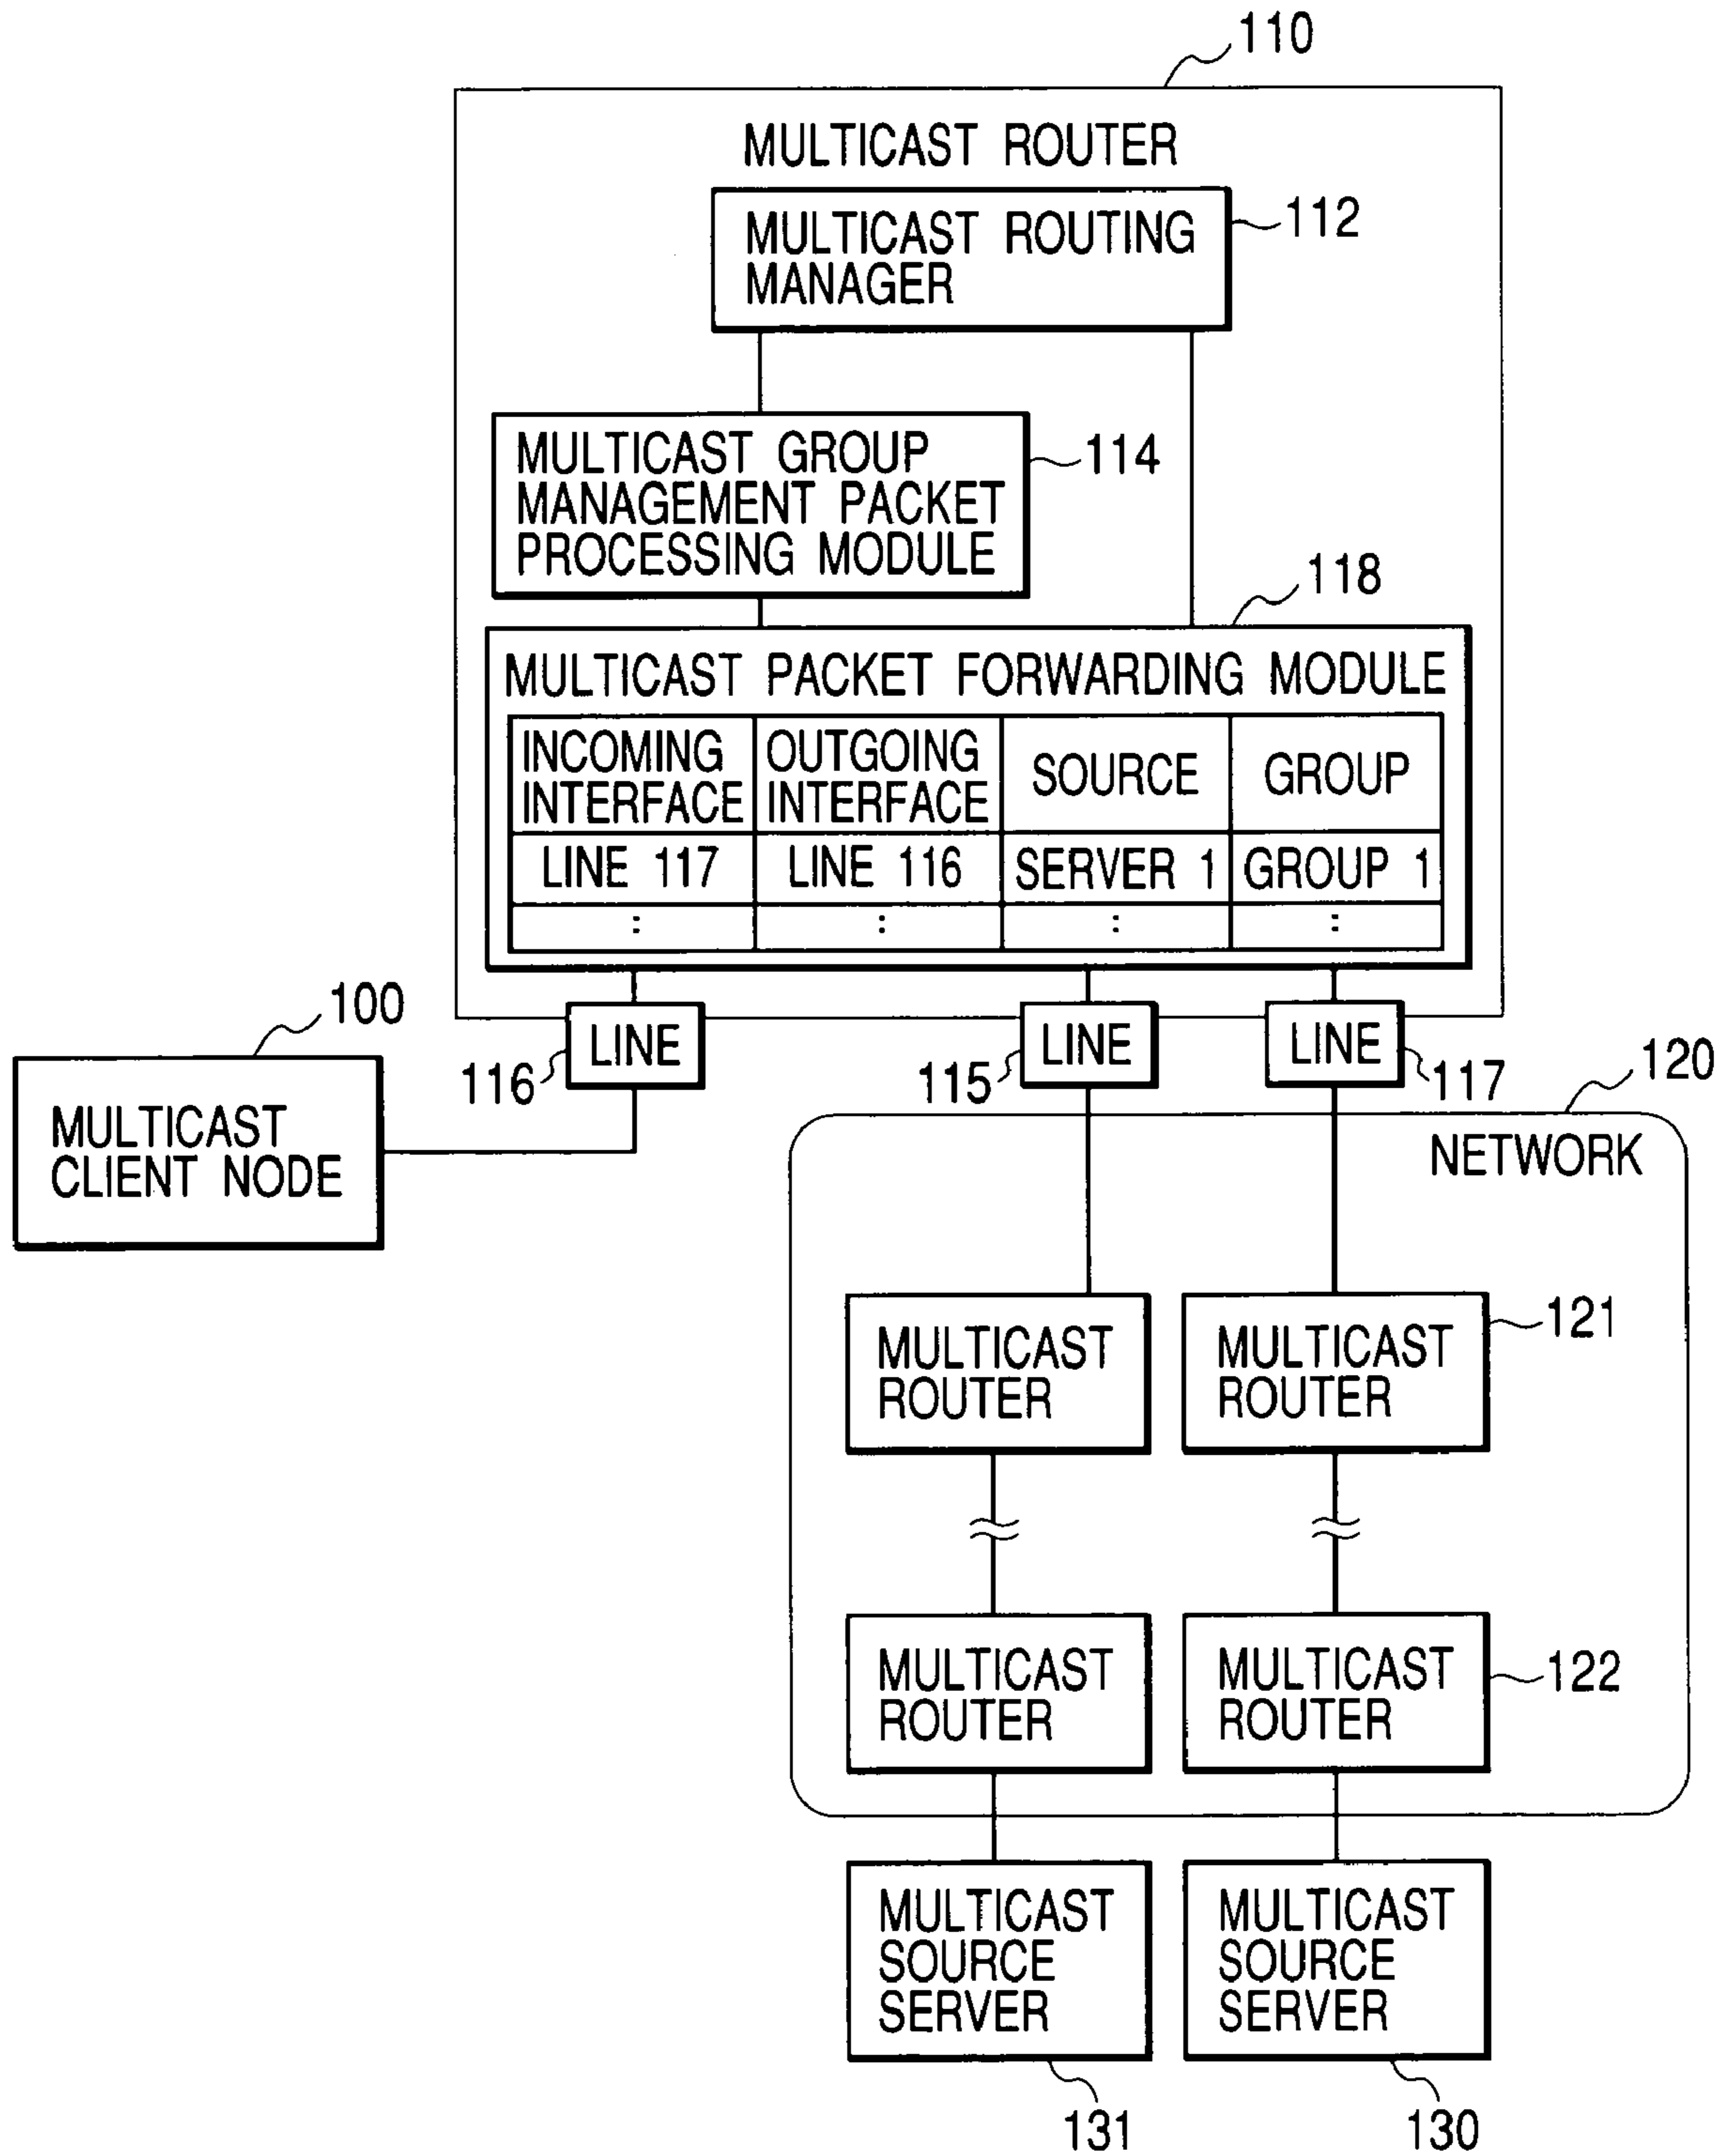 110
MULTICAST ROUTER
MULTICAST ROUTING
MANAGER
112
MULTICAST GROUP
MANAGEMENT PACKET
PROCESSING MODULE
114
118
MULTICAST PACKET FORWARDING MODULE
INCOMING
INTERFACE
OUTGOING
INTERFACE
SOURCE
GROUP
LINE 117
LINE 116
SERVER 1
GROUP 1
:
:
:
:
100
LINE
116
LINE
115
LINE
117
120
MULTICAST
CLIENT NODE
NETWORK
MULTICAST
ROUTER
MULTICAST
ROUTER
121
MULTICAST
ROUTER
MULTICAST
ROUTER
122
MULTICAST
SOURCE
SERVER
MULTICAST
SOURCE
SERVER
131
130